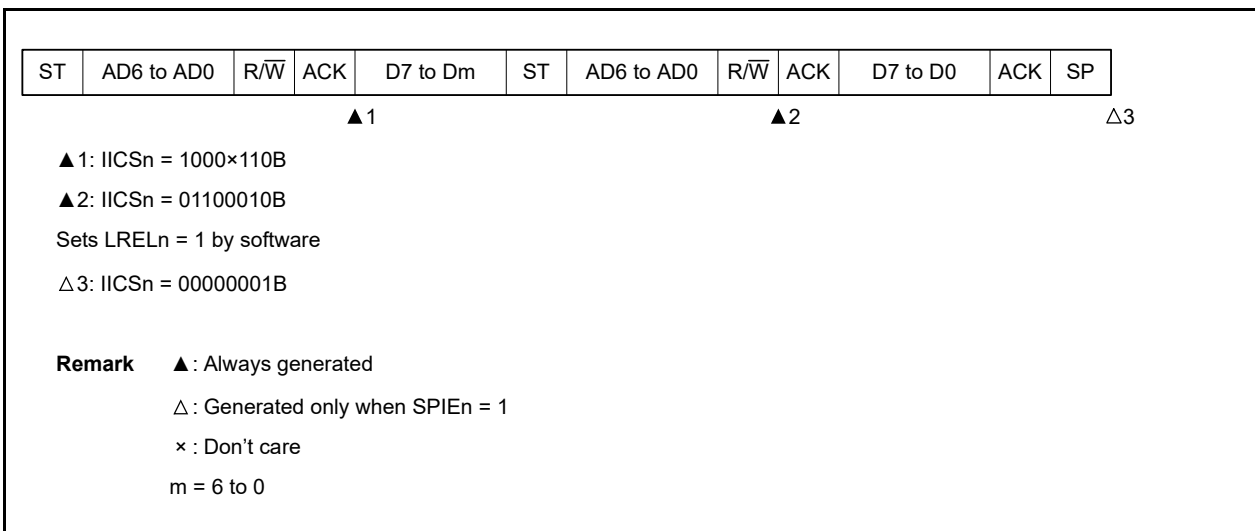 ST AD6 to AD0 R/W̅ ACK D7 to Dm ST AD6 to AD0 R/W̅ ACK D7 to D0 ACK SP
▲1 ▲2 △3
▲1: IICSn = 1000×110B
▲2: IICSn = 01100010B
Sets LRELn = 1 by software
△3: IICSn = 00000001B
Remark ▲: Always generated
△: Generated only when SPIEn = 1
×: Don't care
m = 6 to 0